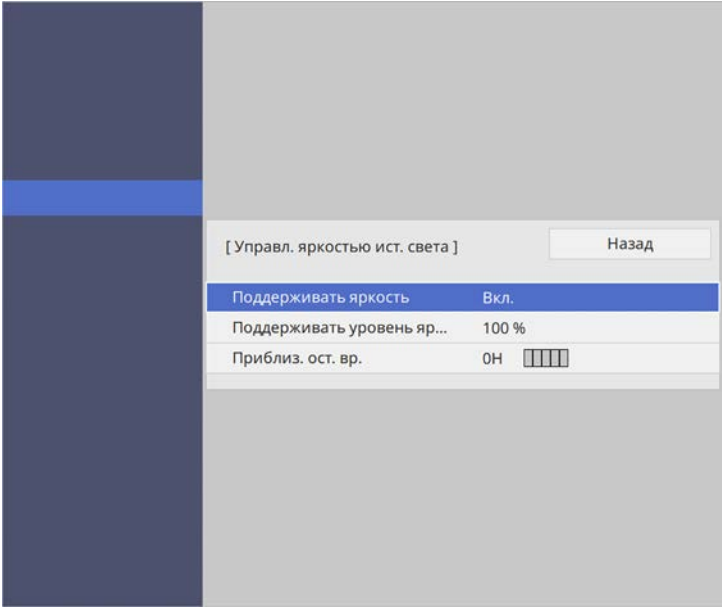 [ Управл. яркостью ист. света ] Назад
Поддерживать яркость Вкл.
Поддерживать уровень яр... 100 %
Приблиз. ост. вр. 0H